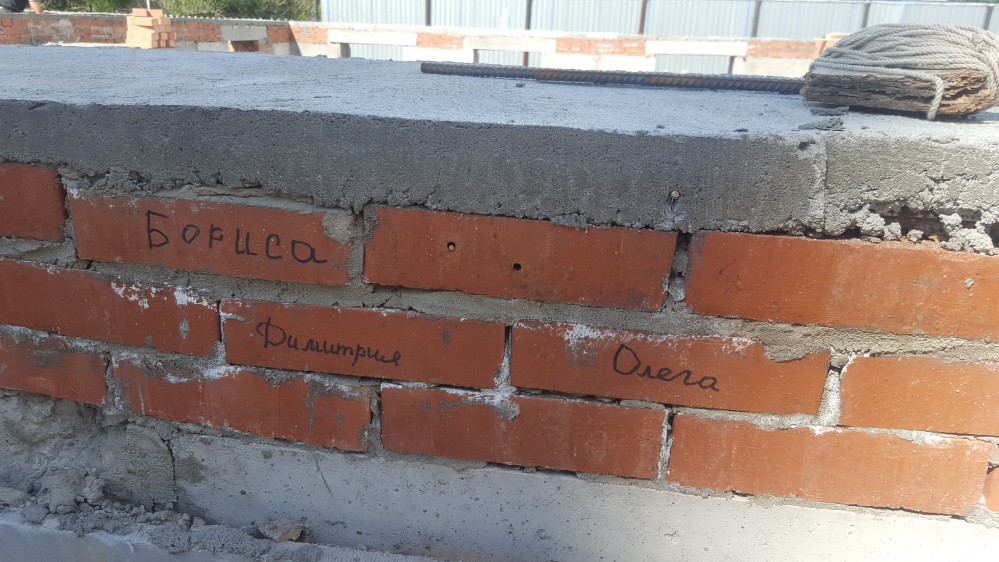 Бориса
Димитрия
Олега